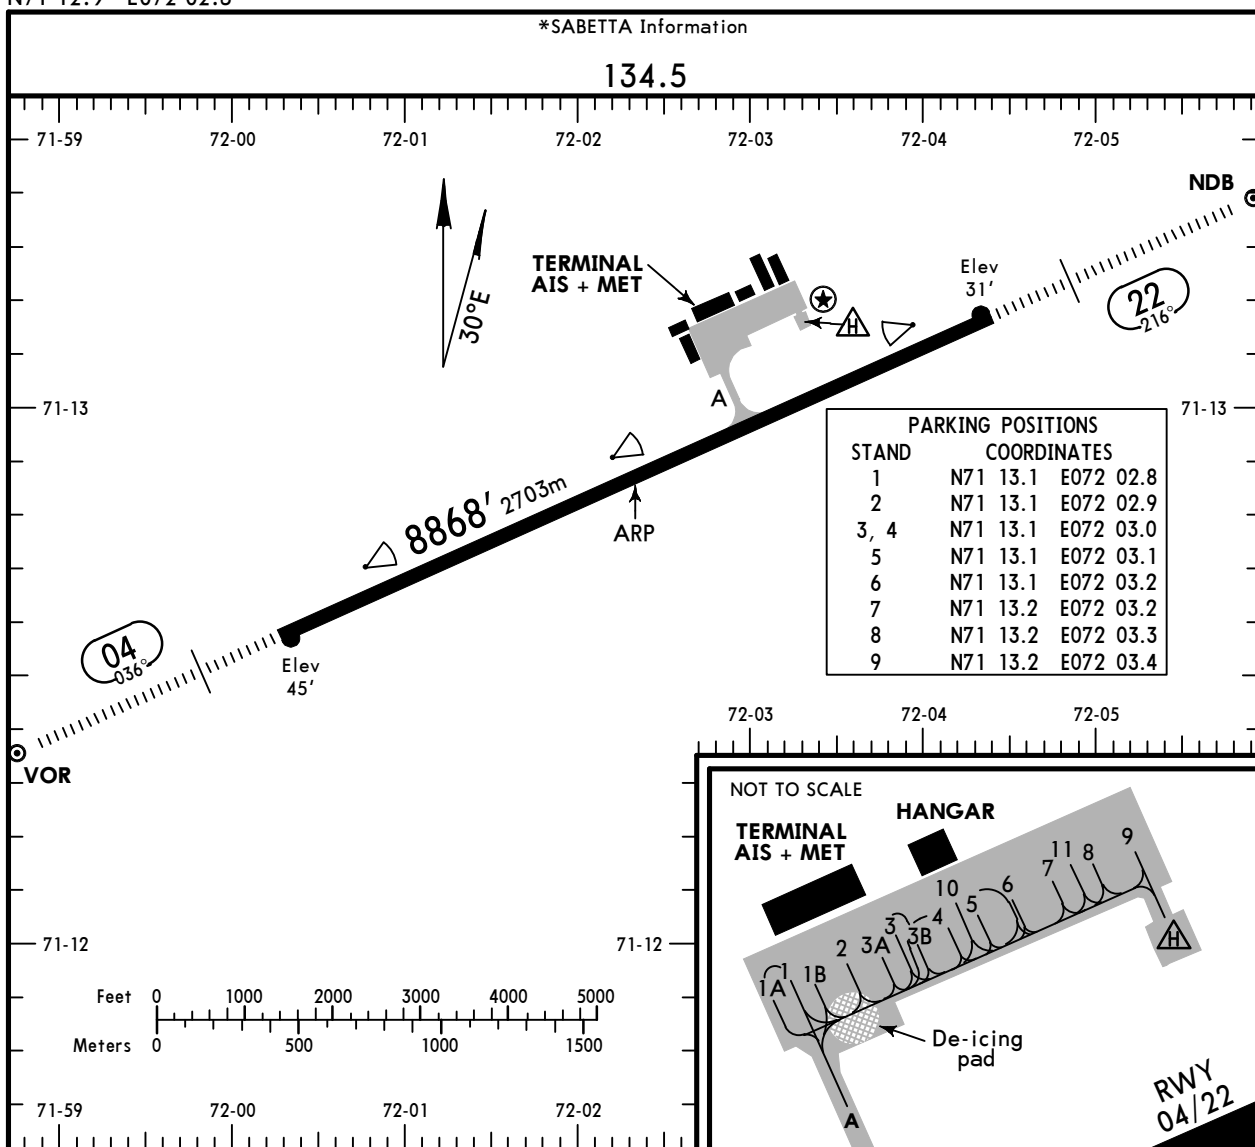 *SABETTA Information
134.5
71-59 72-00 72-01 72-02 72-03 72-04 72-05
NDB
TERMINAL
AIS + MET
Elev
31'
30°E
22
216°
71-13
A
71-13
PARKING POSITIONS
STAND COORDINATES
1 N71 13.1 E072 02.8
2 N71 13.1 E072 02.9
3, 4 N71 13.1 E072 03.0
5 N71 13.1 E072 03.1
6 N71 13.1 E072 03.2
7 N71 13.2 E072 03.2
8 N71 13.2 E072 03.3
9 N71 13.2 E072 03.4
H
8868' 2703m
ARP
04
036°
Elev
45'
VOR
72-03 72-04 72-05
NOT TO SCALE
HANGAR
TERMINAL
AIS + MET
1A
1
1B
2
3A
3
3B
4
10
5
6
7
11
8
9
H
71-12
71-12
Feet 0 1000 2000 3000 4000 5000
Meters 0 500 1000 1500
De-icing
pad
A
RWY
04/22
71-59 72-00 72-01 72-02